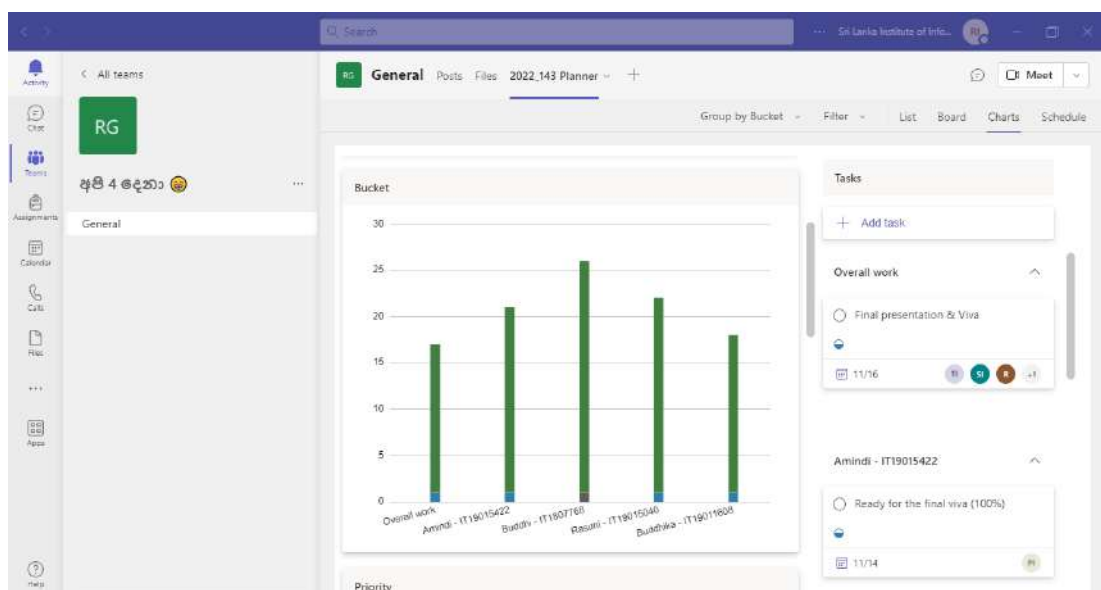 Search
Sri Lanka Institute of Info...
Activity
Chat
Teams
Assignments
Calendar
Calls
Files
...
Apps
Help
All teams
RG
අපි 4 දෙනා 😁
...
General
RG General Posts Files 2022_143 Planner
Meet
Group by Bucket Filter List Board Charts Schedule
Bucket
30
25
20
15
10
5
0
Overall work
Amindi - IT19015422
Buddhi - IT1807768
Rasuni - IT19015046
Buddhika - IT19011808
Priority
Tasks
+ Add task
Overall work
Final presentation & Viva
11/16 SI R +1
Amindi - IT19015422
Ready for the final viva (100%)
11/14